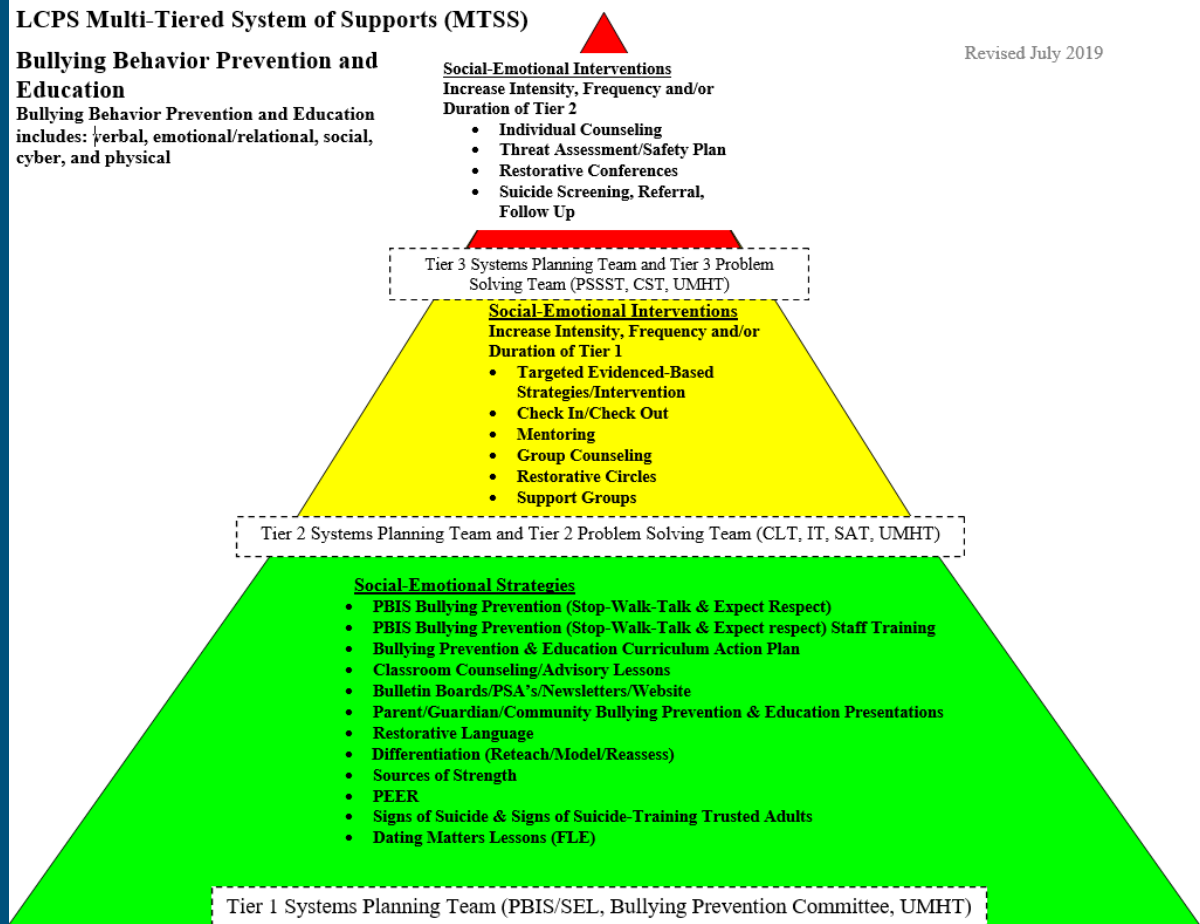 LCPS Multi-Tiered System of Supports (MTSS)
Bullying Behavior Prevention and
Education
Bullying Behavior Prevention and Education
includes: verbal, emotional/relational, social,
cyber, and physical
Revised July 2019
Social-Emotional Interventions
Increase Intensity, Frequency and/or
Duration of Tier 2
• Individual Counseling
• Threat Assessment/Safety Plan
• Restorative Conferences
• Suicide Screening, Referral,
Follow Up
Tier 3 Systems Planning Team and Tier 3 Problem
Solving Team (PSSST, CST, UMHT)
Social-Emotional Interventions
Increase Intensity, Frequency and/or
Duration of Tier 1
• Targeted Evidenced-Based
Strategies/Intervention
• Check In/Check Out
• Mentoring
• Group Counseling
• Restorative Circles
• Support Groups
Tier 2 Systems Planning Team and Tier 2 Problem Solving Team (CLT, IT, SAT, UMHT)
Social-Emotional Strategies
• PBIS Bullying Prevention (Stop-Walk-Talk & Expect Respect)
• PBIS Bullying Prevention (Stop-Walk-Talk & Expect respect) Staff Training
• Bullying Prevention & Education Curriculum Action Plan
• Classroom Counseling/Advisory Lessons
• Bulletin Boards/PSA's/Newsletters/Website
• Parent/Guardian/Community Bullying Prevention & Education Presentations
• Restorative Language
• Differentiation (Reteach/Model/Reassess)
• Sources of Strength
• PEER
• Signs of Suicide & Signs of Suicide-Training Trusted Adults
• Dating Matters Lessons (FLE)
Tier 1 Systems Planning Team (PBIS/SEL, Bullying Prevention Committee, UMHT)